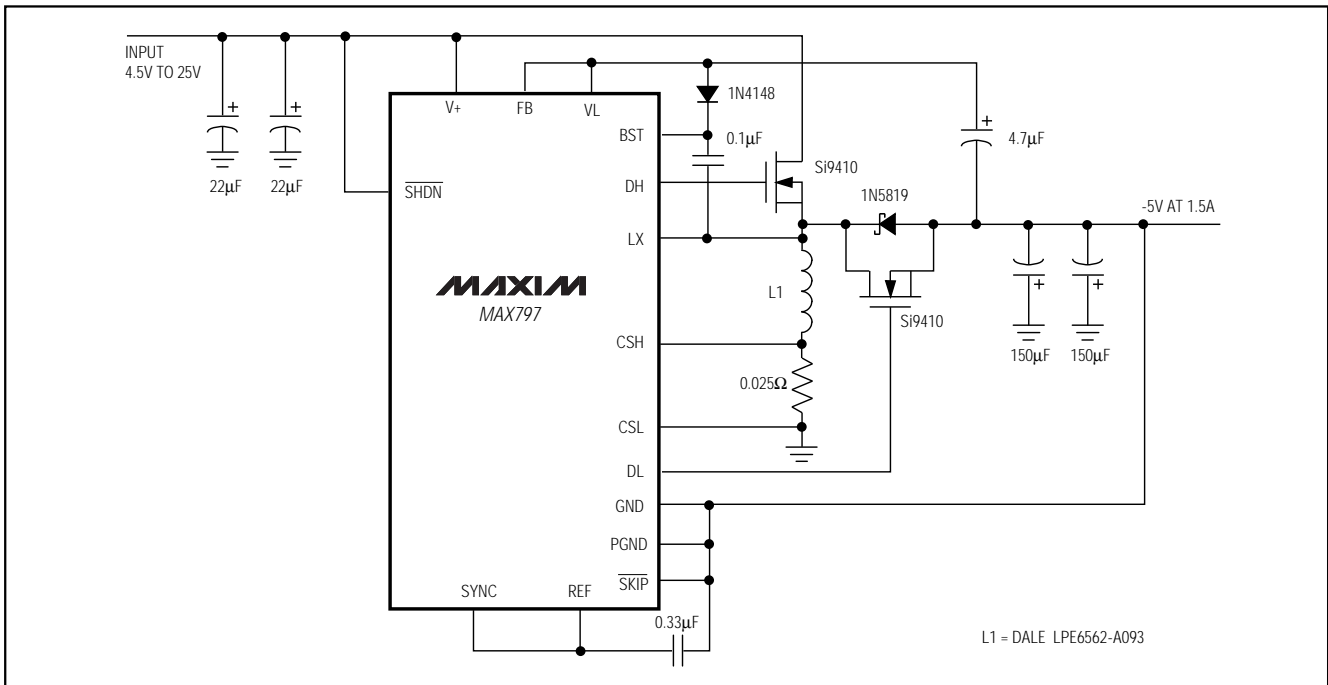 INPUT
4.5V TO 25V
V+
FB
VL
1N4148
+
+
+
BST
0.1µF
4.7µF
Si9410
22µF
22µF
SHDN
DH
1N5819
-5V AT 1.5A
LX
MAXIM
MAX797
L1
+
+
Si9410
CSH
150µF
150µF
0.025Ω
CSL
DL
GND
PGND
SKIP
SYNC
REF
0.33µF
L1 = DALE LPE6562-A093